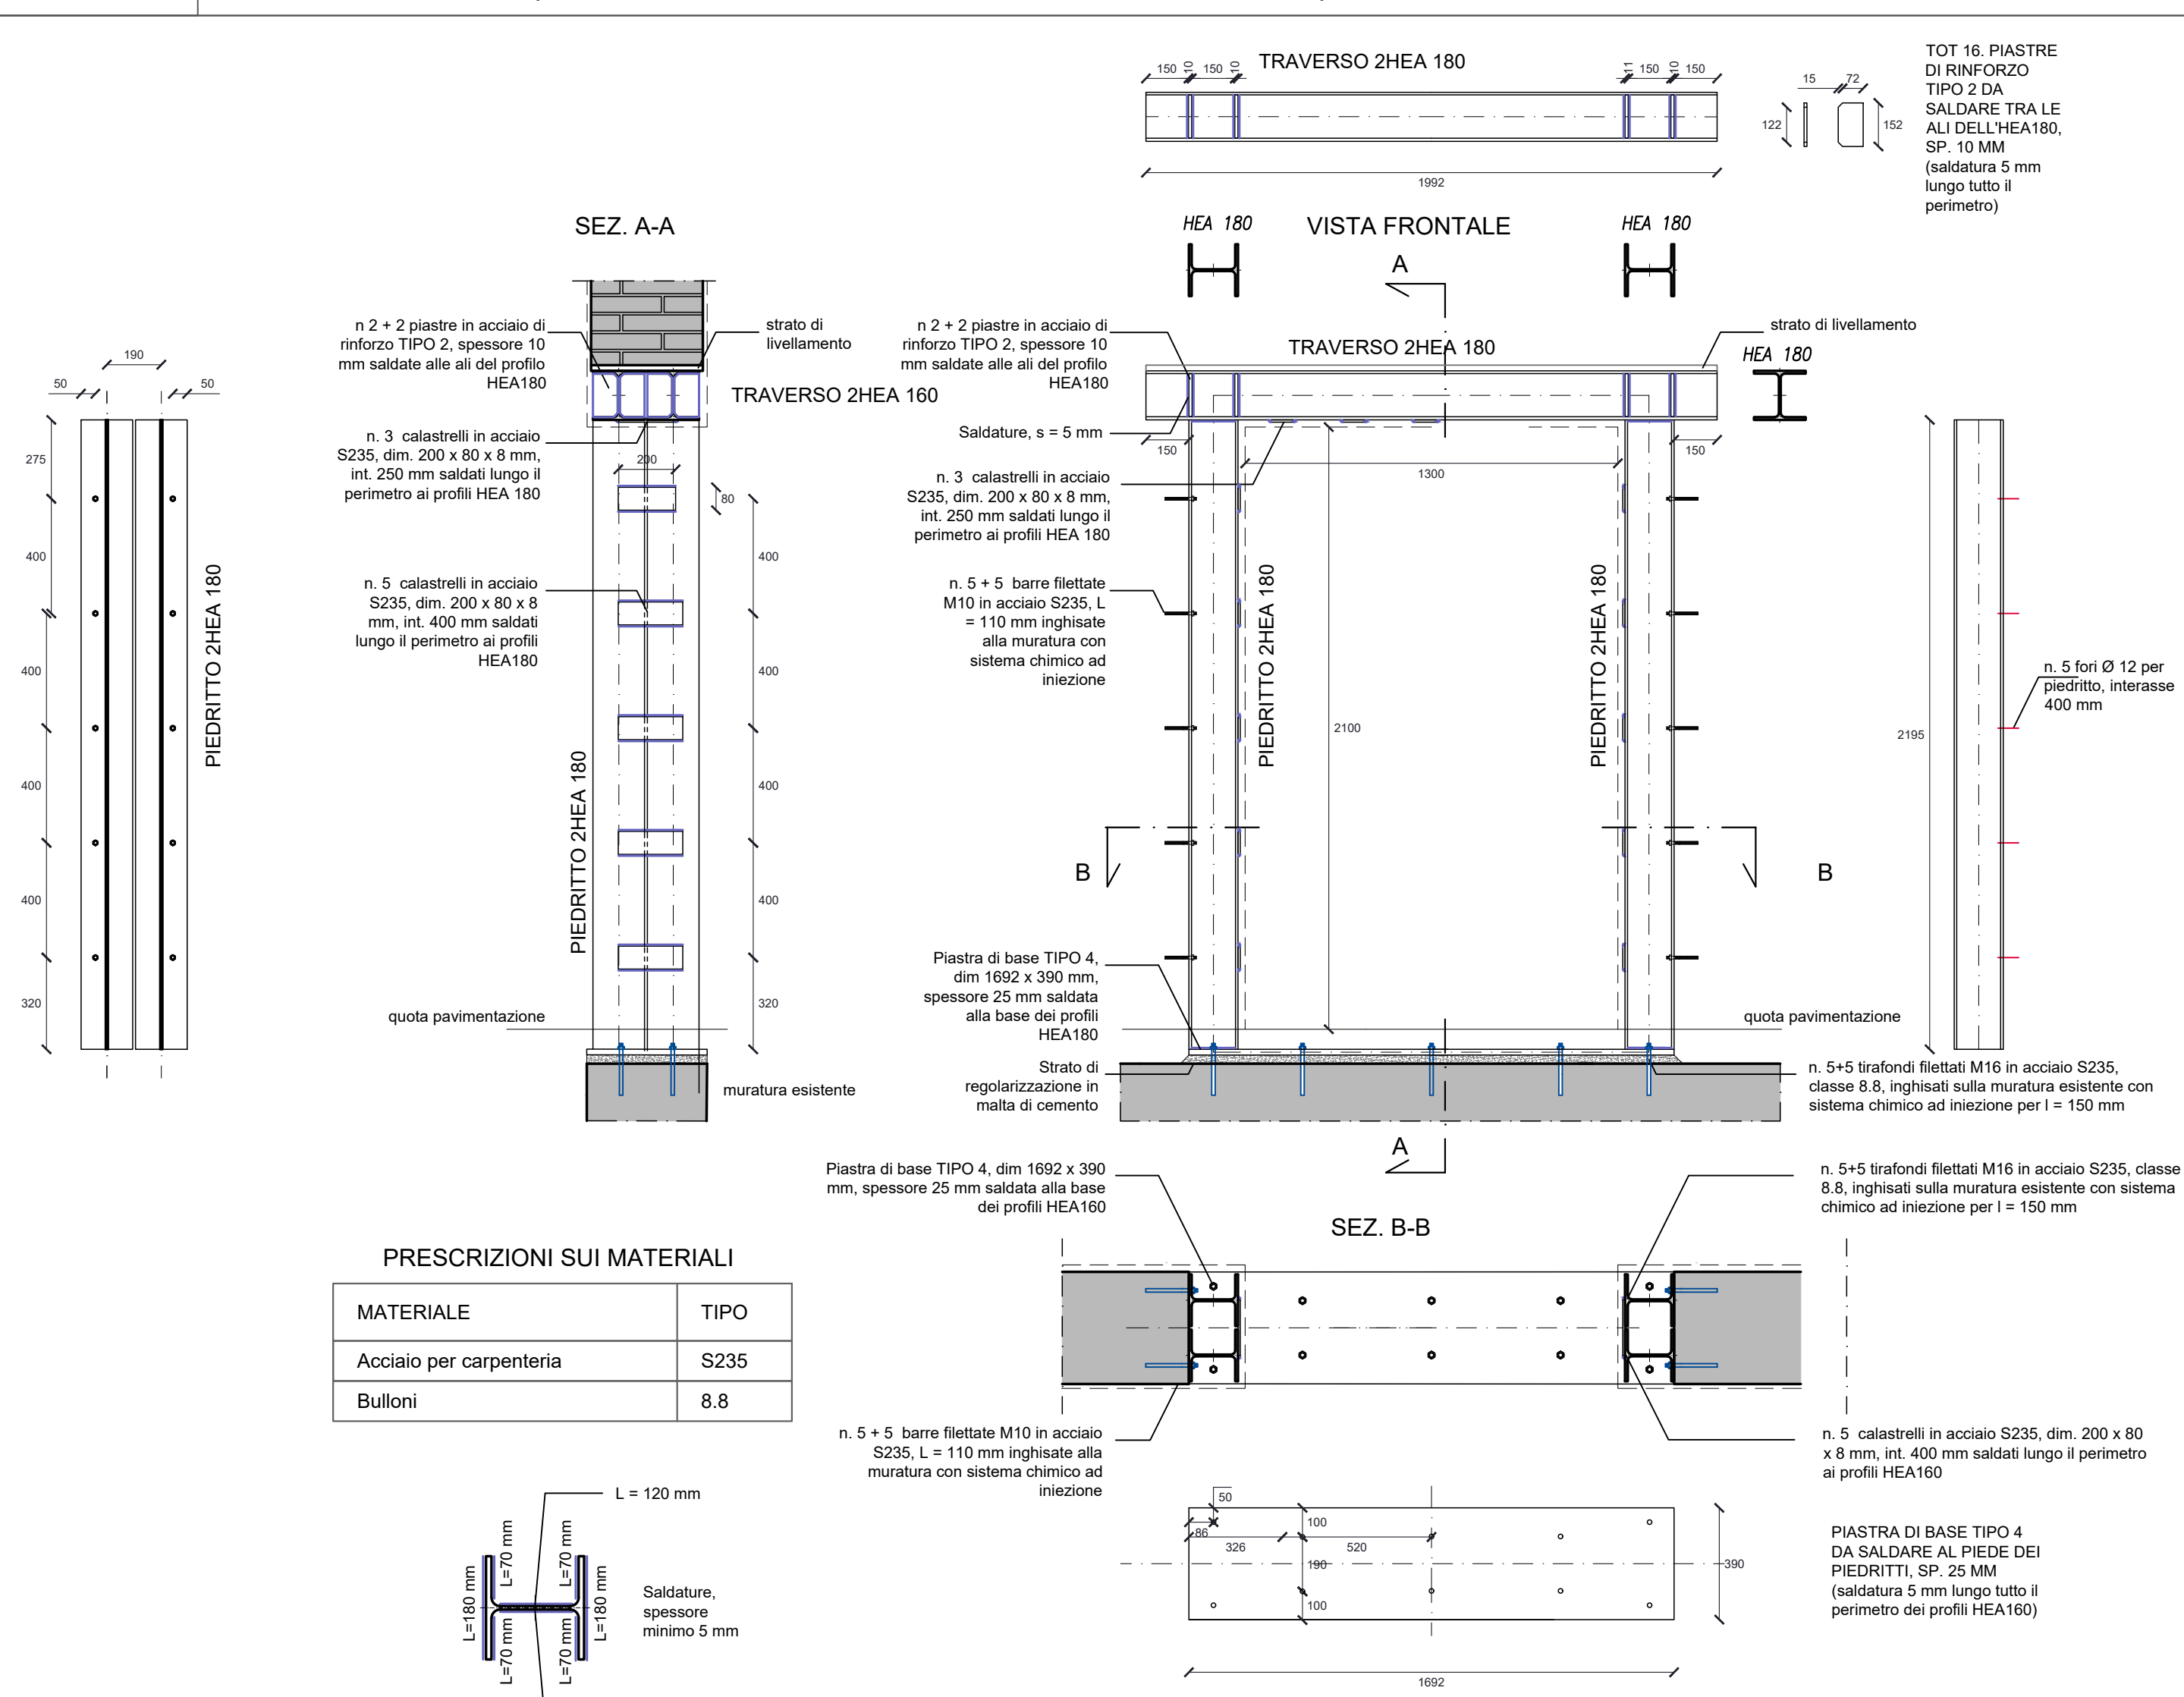 TRAVERSO 2HEA 180
150
10
150
10
11
150
10
150
1992
15
72
122
152
TOT 16. PIASTRE
DI RINFORZO
TIPO 2 DA
SALDARE TRA LE
ALI DELL'HEA180,
SP. 10 MM
(saldatura 5 mm
lungo tutto il
perimetro)
SEZ. A-A
HEA 180
VISTA FRONTALE
HEA 180
A
n 2 + 2 piastre in acciaio di
rinforzo TIPO 2, spessore 10
mm saldate alle ali del profilo
HEA180
strato di
livellamento
TRAVERSO 2HEA 160
n. 3 calastrelli in acciaio
S235, dim. 200 x 80 x 8 mm,
int. 250 mm saldati lungo il
perimetro ai profili HEA 180
200
80
n. 5 calastrelli in acciaio
S235, dim. 200 x 80 x 8
mm, int. 400 mm saldati
lungo il perimetro ai profili
HEA180
400
400
400
400
320
PIEDRITTO 2HEA 180
quota pavimentazione
muratura esistente
190
50
50
275
400
400
400
400
320
PIEDRITTO 2HEA 180
n 2 + 2 piastre in acciaio di
rinforzo TIPO 2, spessore 10
mm saldate alle ali del profilo
HEA180
TRAVERSO 2HEA 180
strato di livellamento
HEA 180
Saldature, s = 5 mm
150
150
1300
n. 3 calastrelli in acciaio
S235, dim. 200 x 80 x 8 mm,
int. 250 mm saldati lungo il
perimetro ai profili HEA 180
n. 5 + 5 barre filettate
M10 in acciaio S235, L
= 110 mm inghisate
alla muratura con
sistema chimico ad
iniezione
PIEDRITTO 2HEA 180
PIEDRITTO 2HEA 180
2100
2195
n. 5 fori Ø 12 per
piedritto, interasse
400 mm
B
B
Piastra di base TIPO 4,
dim 1692 x 390 mm,
spessore 25 mm saldata
alla base dei profili
HEA180
quota pavimentazione
Strato di
regolarizzazione in
malta di cemento
n. 5+5 tirafondi filettati M16 in acciaio S235,
classe 8.8, inghisati sulla muratura esistente con
sistema chimico ad iniezione per l = 150 mm
A
Piastra di base TIPO 4, dim 1692 x 390
mm, spessore 25 mm saldata alla base
dei profili HEA160
n. 5+5 tirafondi filettati M16 in acciaio S235, classe
8.8, inghisati sulla muratura esistente con sistema
chimico ad iniezione per l = 150 mm
SEZ. B-B
PRESCRIZIONI SUI MATERIALI
MATERIALE TIPO
Acciaio per carpenteria S235
Bulloni 8.8
n. 5 + 5 barre filettate M10 in acciaio
S235, L = 110 mm inghisate alla
muratura con sistema chimico ad
iniezione
n. 5 calastrelli in acciaio S235, dim. 200 x 80
x 8 mm, int. 400 mm saldati lungo il perimetro
ai profili HEA160
L = 120 mm
L=180 mm
L=70 mm
L=70 mm
L=180 mm
L=70 mm
L=70 mm
Saldature,
spessore
minimo 5 mm
50
86
100
326
520
190
100
390
1692
PIASTRA DI BASE TIPO 4
DA SALDARE AL PIEDE DEI
PIEDRITTI, SP. 25 MM
(saldatura 5 mm lungo tutto il
perimetro dei profili HEA160)